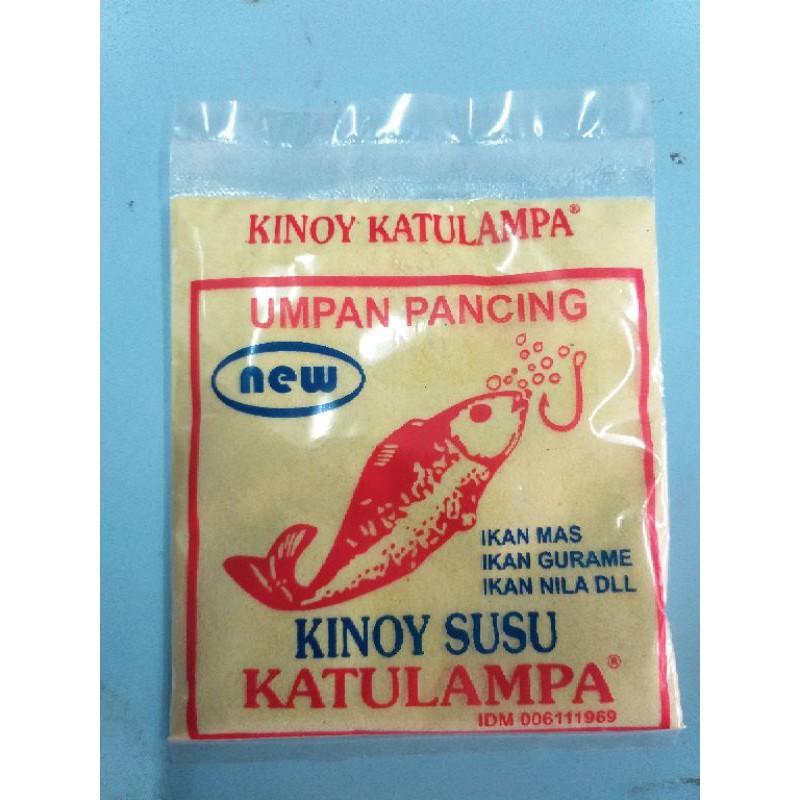 KINOY KATULAMPA®
UMPAN PANCING
new
IKAN MAS
IKAN GURAME
IKAN NILA DLL
KINOY SUSU
KATULAMPA®
IDM 006111969